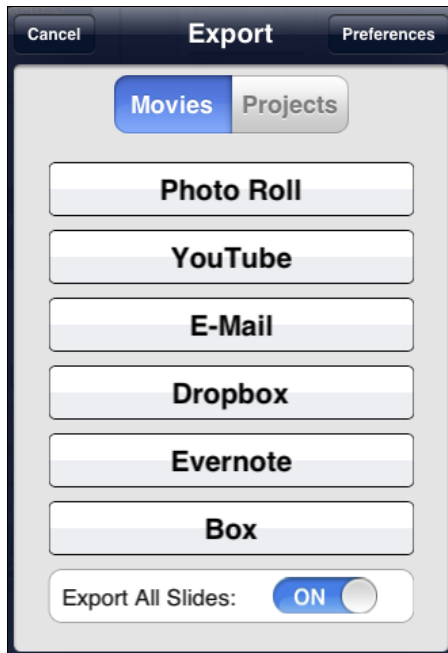 Cancel Export Preferences
Movies Projects
Photo Roll
YouTube
E-Mail
Dropbox
Evernote
Box
Export All Slides: ON